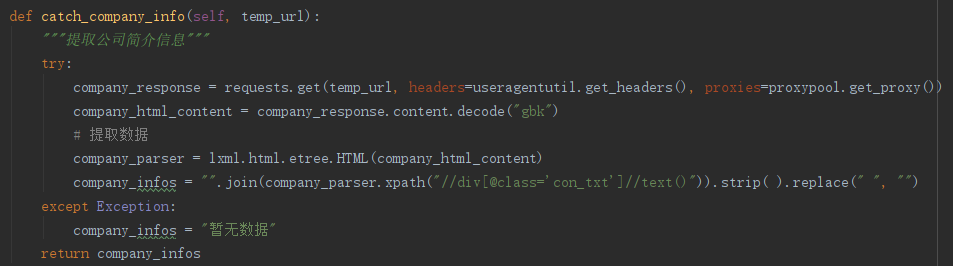 def catch_company_info(self, temp_url):
    """提取公司简介信息"""
    try:
        company_response = requests.get(temp_url, headers=useragentutil.get_headers(), proxies=proxypool.get_proxy())
        company_html_content = company_response.content.decode("gbk")
        # 提取数据
        company_parser = lxml.html.etree.HTML(company_html_content)
        company_infos = "".join(company_parser.xpath("//div[@class='con_txt']//text()")).strip( ).replace(" ", "")
    except Exception:
        company_infos = "暂无数据"
    return company_infos